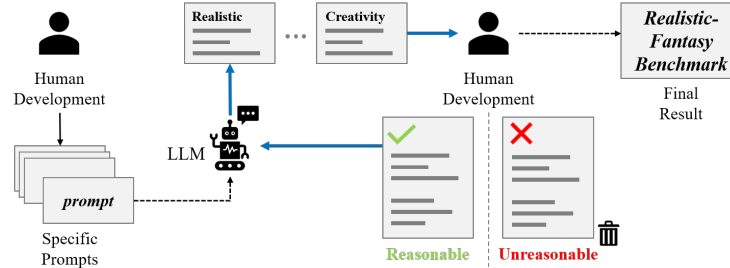 Human
Development
prompt
Specific
Prompts
LLM
Realistic
...
Creativity
Human
Development
Reasonable
Unreasonable
Realistic-
Fantasy
Benchmark
Final
Result